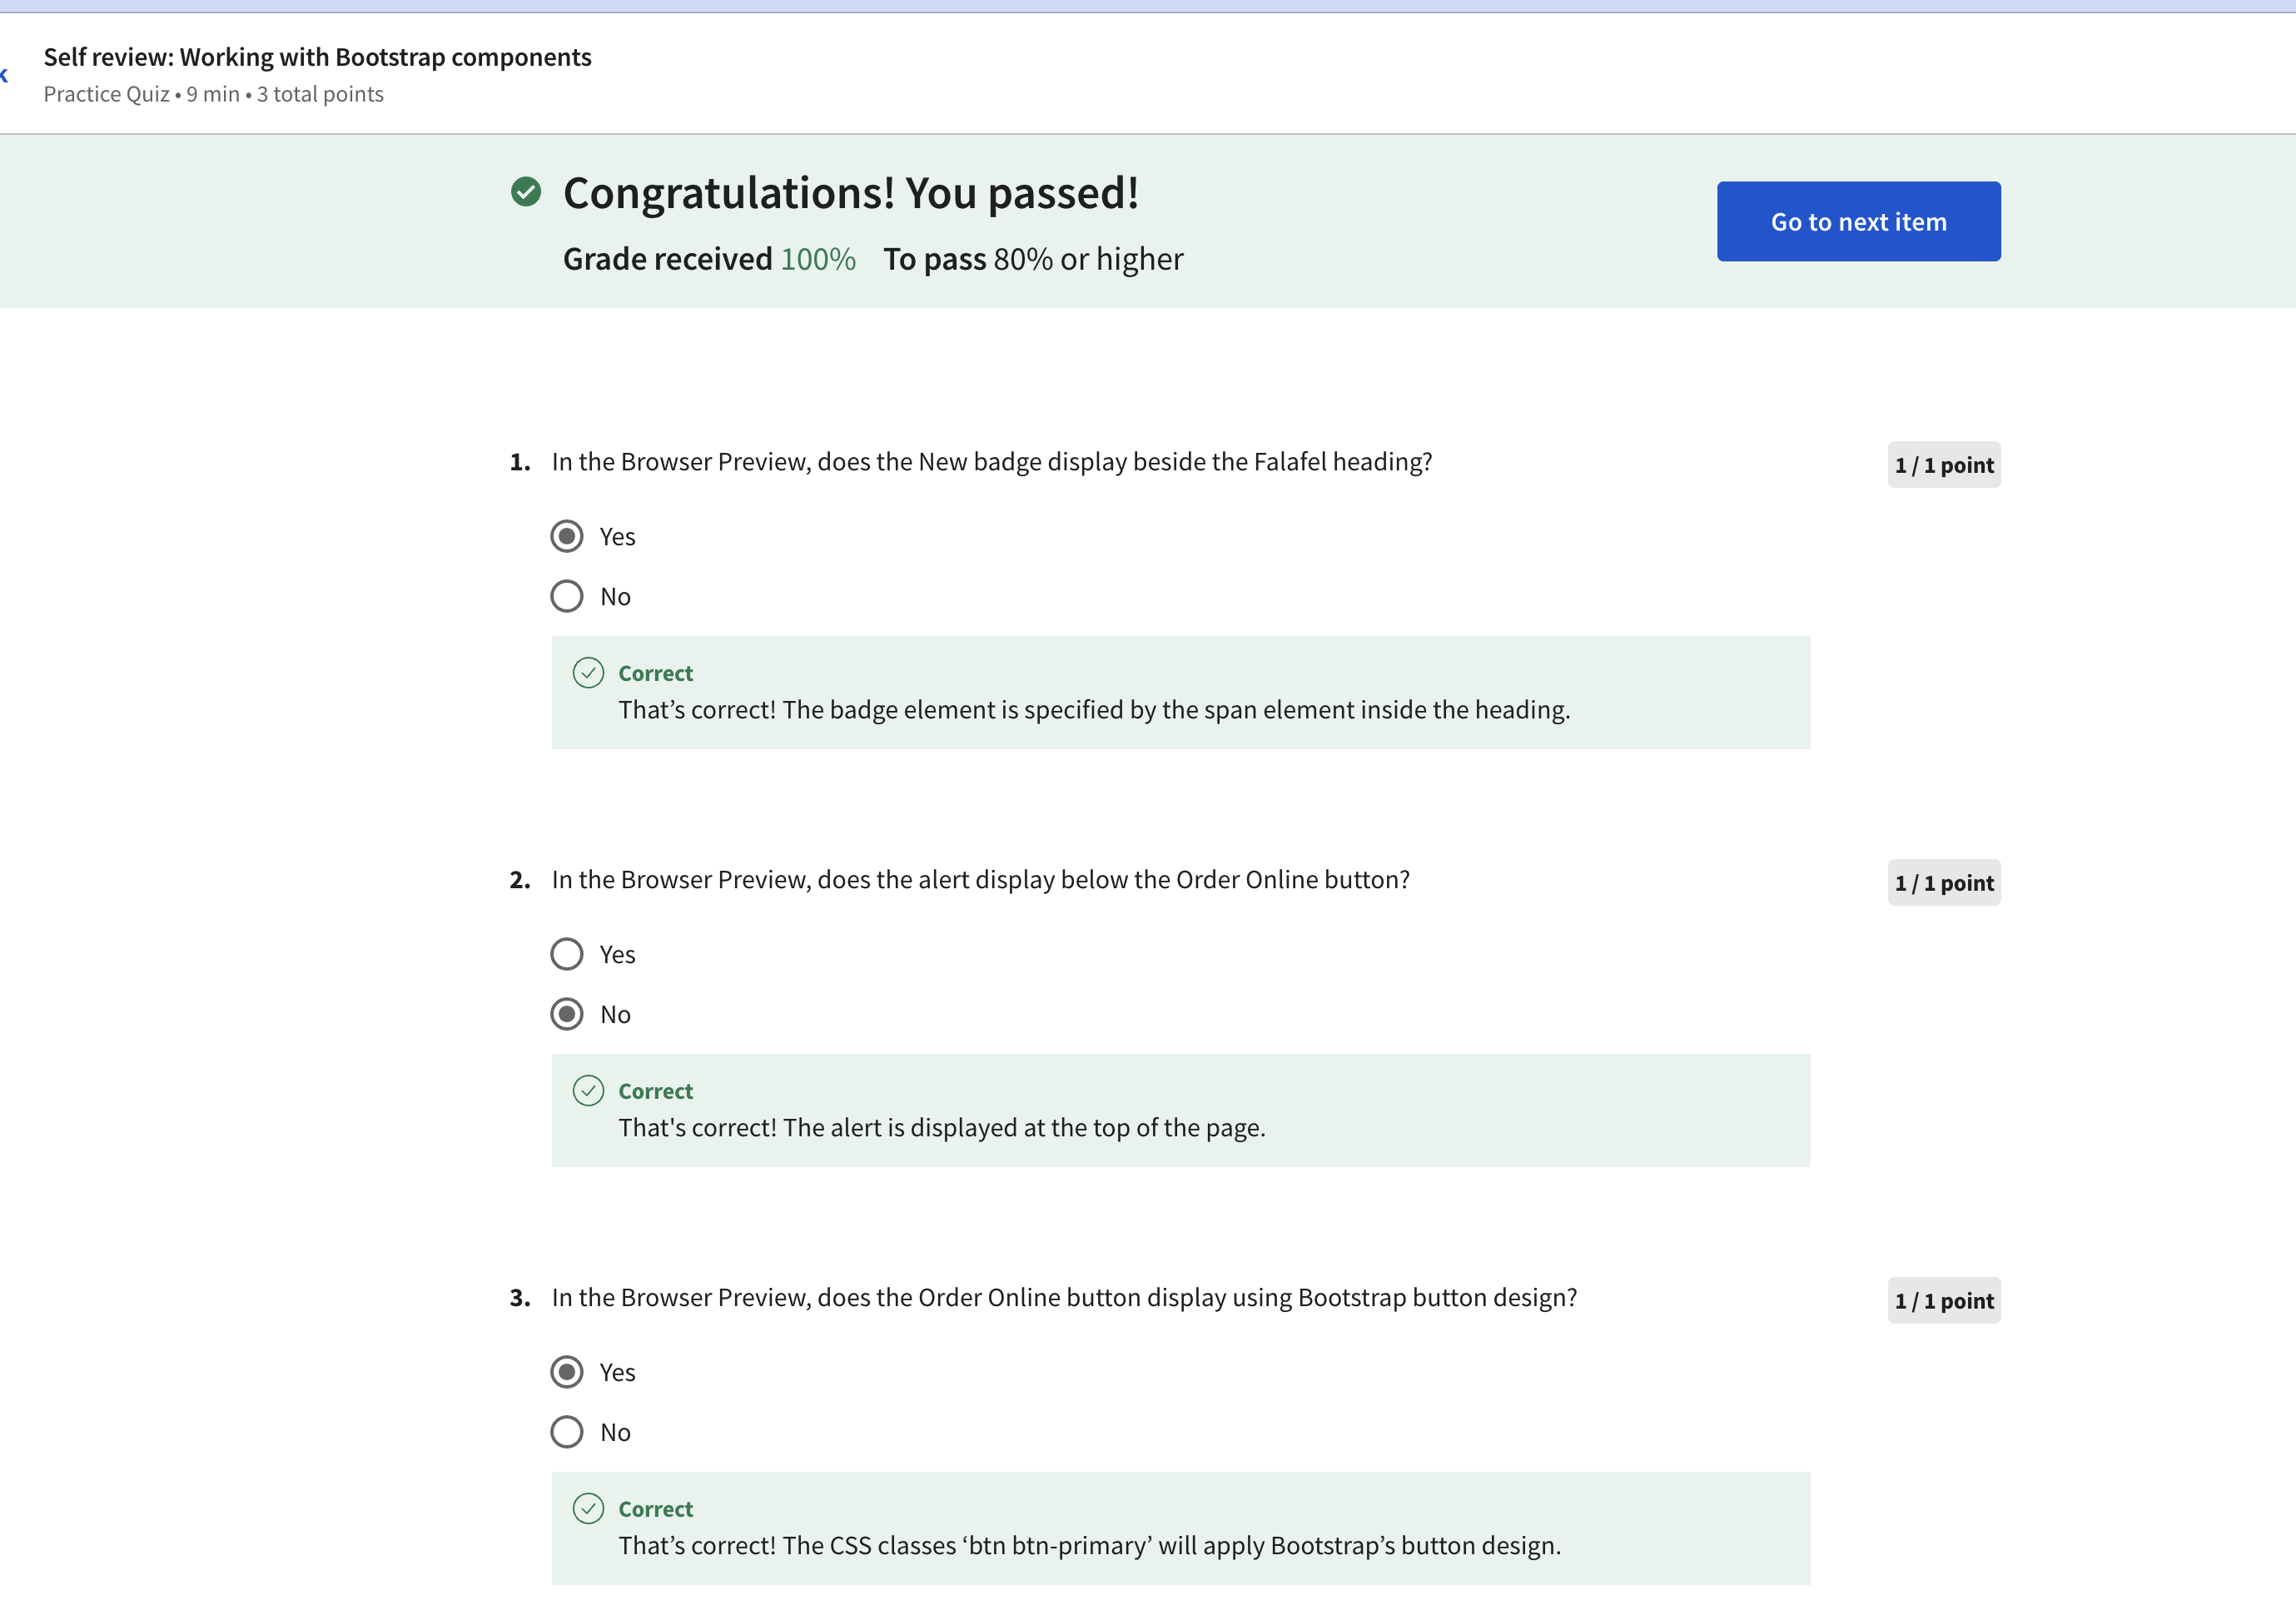 Self review: Working with Bootstrap components
Practice Quiz • 9 min • 3 total points
Congratulations! You passed!
Grade received 100% To pass 80% or higher
Go to next item
1. In the Browser Preview, does the New badge display beside the Falafel heading?
1 / 1 point
Yes
No
Correct
That’s correct! The badge element is specified by the span element inside the heading.
2. In the Browser Preview, does the alert display below the Order Online button?
1 / 1 point
Yes
No
Correct
That's correct! The alert is displayed at the top of the page.
3. In the Browser Preview, does the Order Online button display using Bootstrap button design?
1 / 1 point
Yes
No
Correct
That’s correct! The CSS classes ‘btn btn-primary’ will apply Bootstrap’s button design.